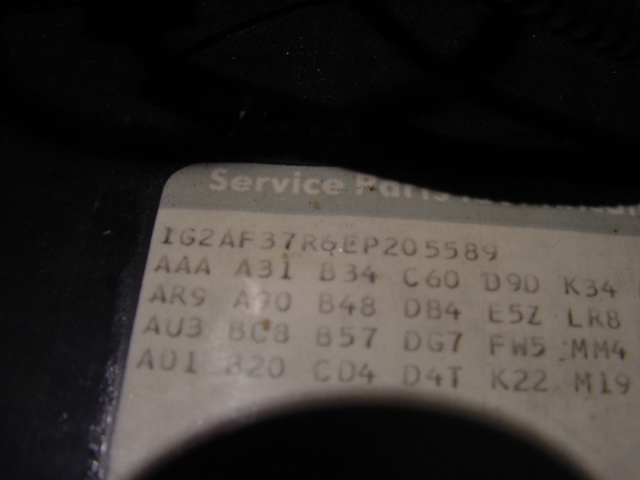 Service Parts
1G2AF37R6EP205589
AAA A31 B34 C60 D9D K34
AR9 A90 B48 DB4 E5Z LR8
AU3 BC8 B57 DG7 FW5 MM4
A01 B20 CD4 D4T K22 M19